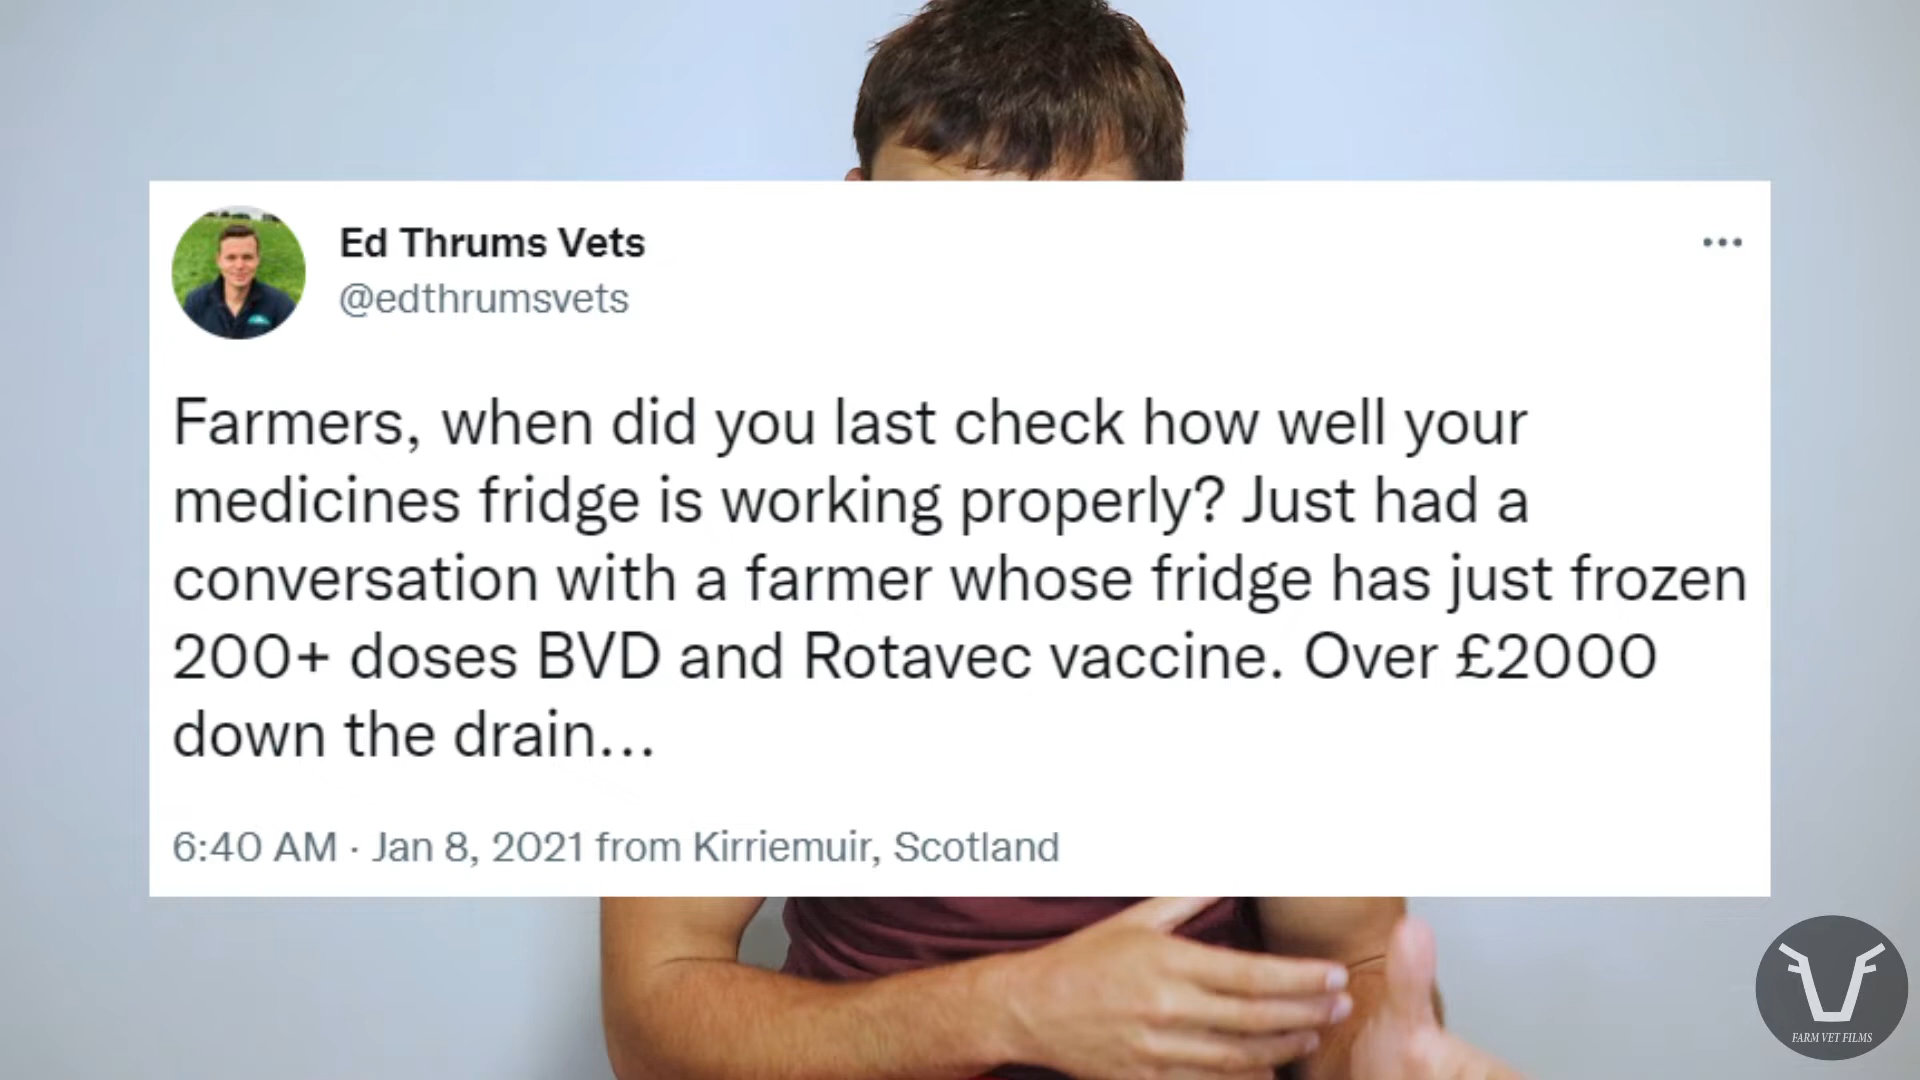 Ed Thrums Vets
@edthrumsvets
Farmers, when did you last check how well your
medicines fridge is working properly? Just had a
conversation with a farmer whose fridge has just frozen
200+ doses BVD and Rotavec vaccine. Over £2000
down the drain...
6:40 AM · Jan 8, 2021 from Kirriemuir, Scotland
FARM VET FILMS